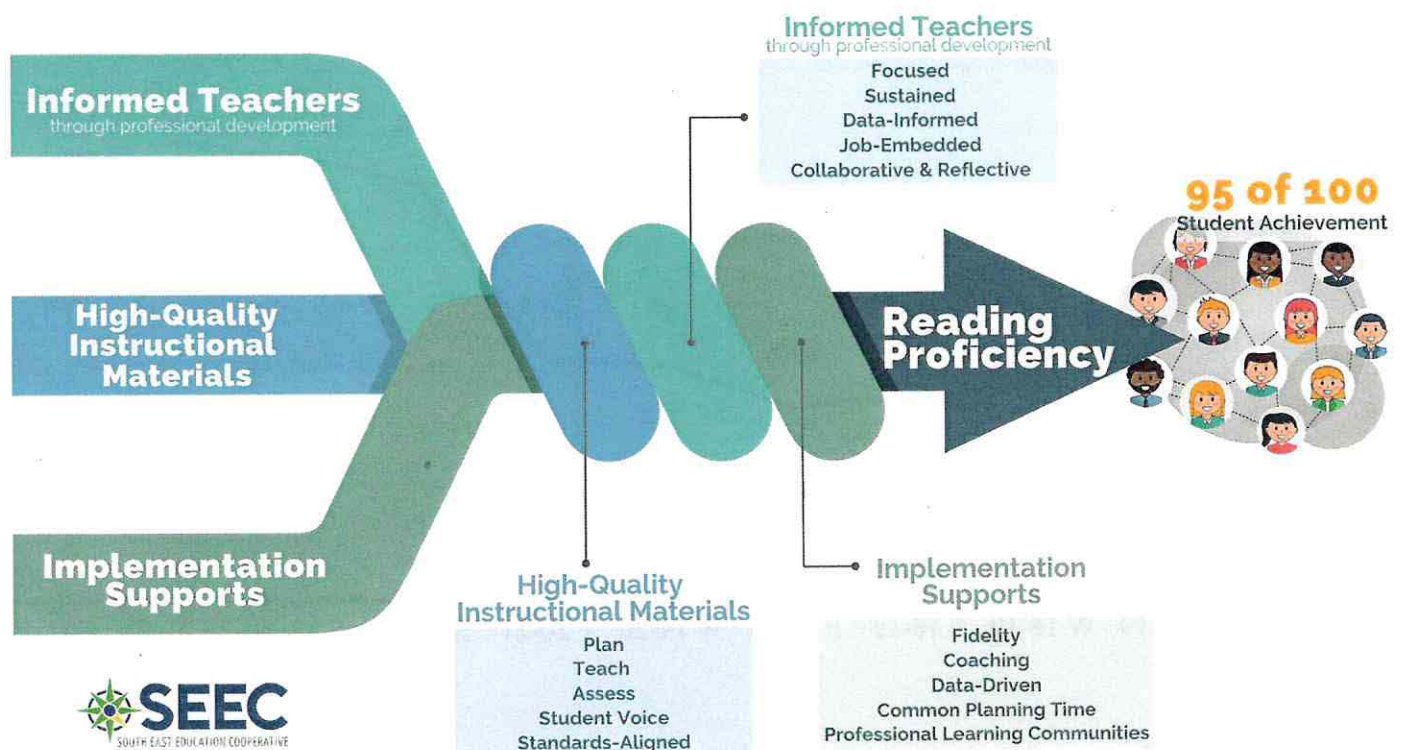 Informed Teachers
through professional development
High-Quality
Instructional
Materials
Implementation
Supports
Informed Teachers
through professional development
Focused
Sustained
Data-Informed
Job-Embedded
Collaborative & Reflective
High-Quality
Instructional Materials
Plan
Teach
Assess
Student Voice
Standards-Aligned
Implementation
Supports
Fidelity
Coaching
Data-Driven
Common Planning Time
Professional Learning Communities
Reading
Proficiency
95 of 100
Student Achievement
SEEC
SOUTH EAST EDUCATION COOPERATIVE